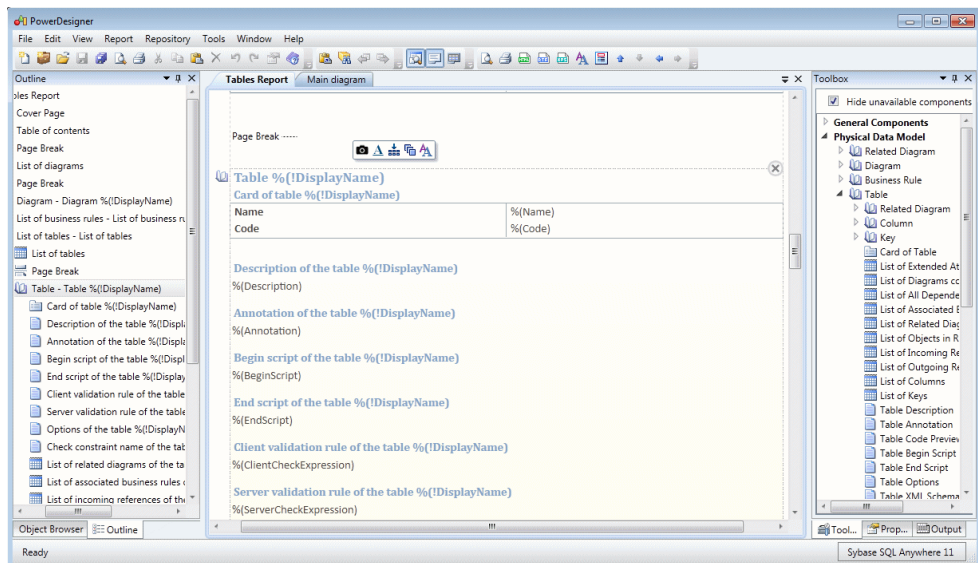 PowerDesigner
File Edit View Report Repository Tools Window Help
Outline
Tables Report
Main diagram
Toolbox
bles Report
Cover Page
Table of contents
Page Break
List of diagrams
Page Break
Diagram - Diagram %(!DisplayName)
List of business rules - List of business ru
List of tables - List of tables
List of tables
Page Break
Table - Table %(!DisplayName)
Card of table %(!DisplayName)
Description of the table %(!Displa
Annotation of the table %(!Displa
Begin script of the table %(!Displ
End script of the table %(!Display
Client validation rule of the table
Server validation rule of the table
Options of the table %(!DisplayN
Check constraint name of the tab
List of related diagrams of the ta
List of associated business rules o
List of incoming references of the
Object Browser
Outline
Page Break -----
Table %(!DisplayName)
Card of table %(!DisplayName)
Name %(Name)
Code %(Code)
Description of the table %(!DisplayName)
%(Description)
Annotation of the table %(!DisplayName)
%(Annotation)
Begin script of the table %(!DisplayName)
%(BeginScript)
End script of the table %(!DisplayName)
%(EndScript)
Client validation rule of the table %(!DisplayName)
%(ClientCheckExpression)
Server validation rule of the table %(!DisplayName)
%(ServerCheckExpression)
Hide unavailable components
General Components
Physical Data Model
Related Diagram
Diagram
Business Rule
Table
Related Diagram
Column
Key
Card of Table
List of Extended At
List of Diagrams co
List of All Depende
List of Associated B
List of Related Diag
List of Objects in R
List of Incoming Re
List of Outgoing Re
List of Columns
List of Keys
Table Description
Table Annotation
Table Code Preview
Table Begin Script
Table End Script
Table Options
Table XML Schema
Tool...
Prop...
Output
Ready
Sybase SQL Anywhere 11